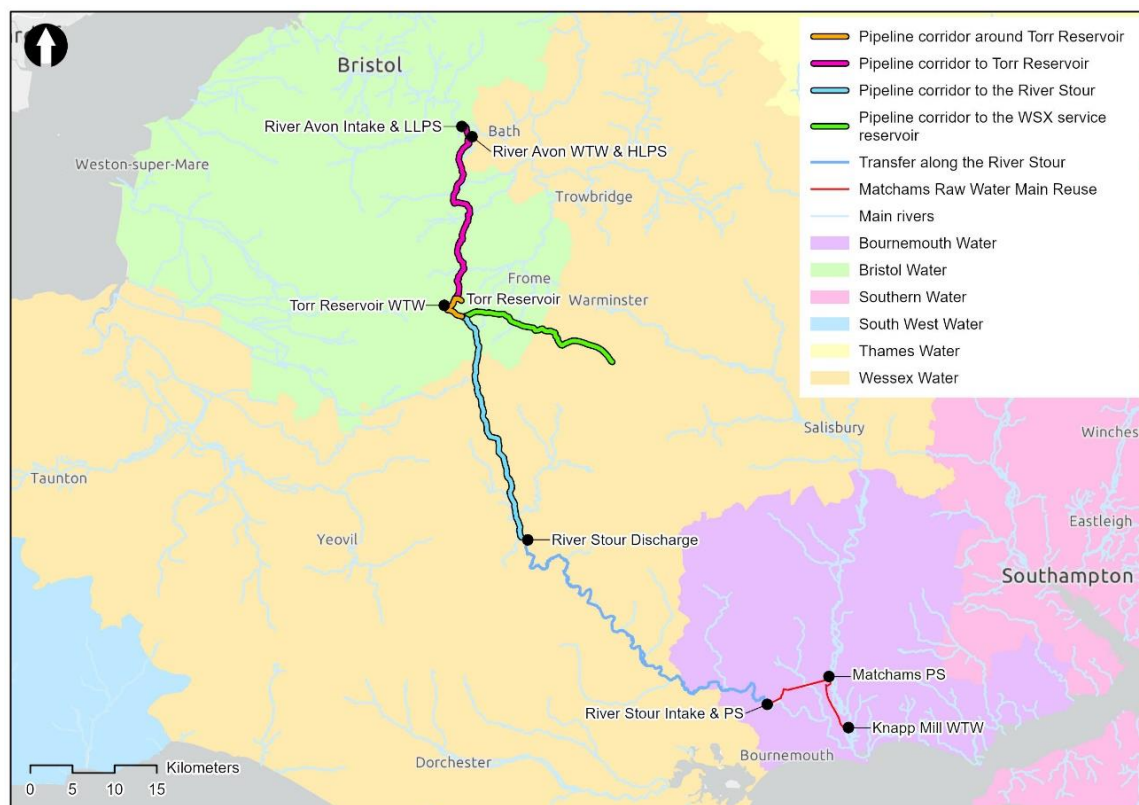 Bristol
River Avon Intake & LLPS
Bath
River Avon WTW & HLPS
Weston-super-Mare
Trowbridge
Frome
Torr Reservoir WTW
Torr Reservoir
Warminster
Salisbury
Winches
Taunton
Yeovil
River Stour Discharge
Eastleigh
Southampton
Matchams PS
River Stour Intake & PS
Knapp Mill WTW
Bournemouth
Dorchester
Kilometers
0 5 10 15
Pipeline corridor around Torr Reservoir
Pipeline corridor to Torr Reservoir
Pipeline corridor to the River Stour
Pipeline corridor to the WSX service
reservoir
Transfer along the River Stour
Matchams Raw Water Main Reuse
Main rivers
Bournemouth Water
Bristol Water
Southern Water
South West Water
Thames Water
Wessex Water